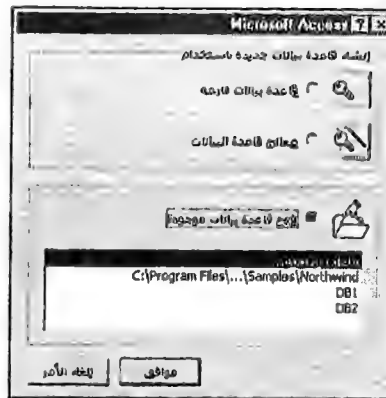 Microsoft Access
إنشاء قاعدة بيانات جديدة باستخدام
قاعدة بيانات فارغة
معالج قاعدة البيانات
فتح قاعدة بيانات موجودة
C:\Program Files\...\Samples\Northwind
DB1
DB2
موافق
إلغاء الأمر